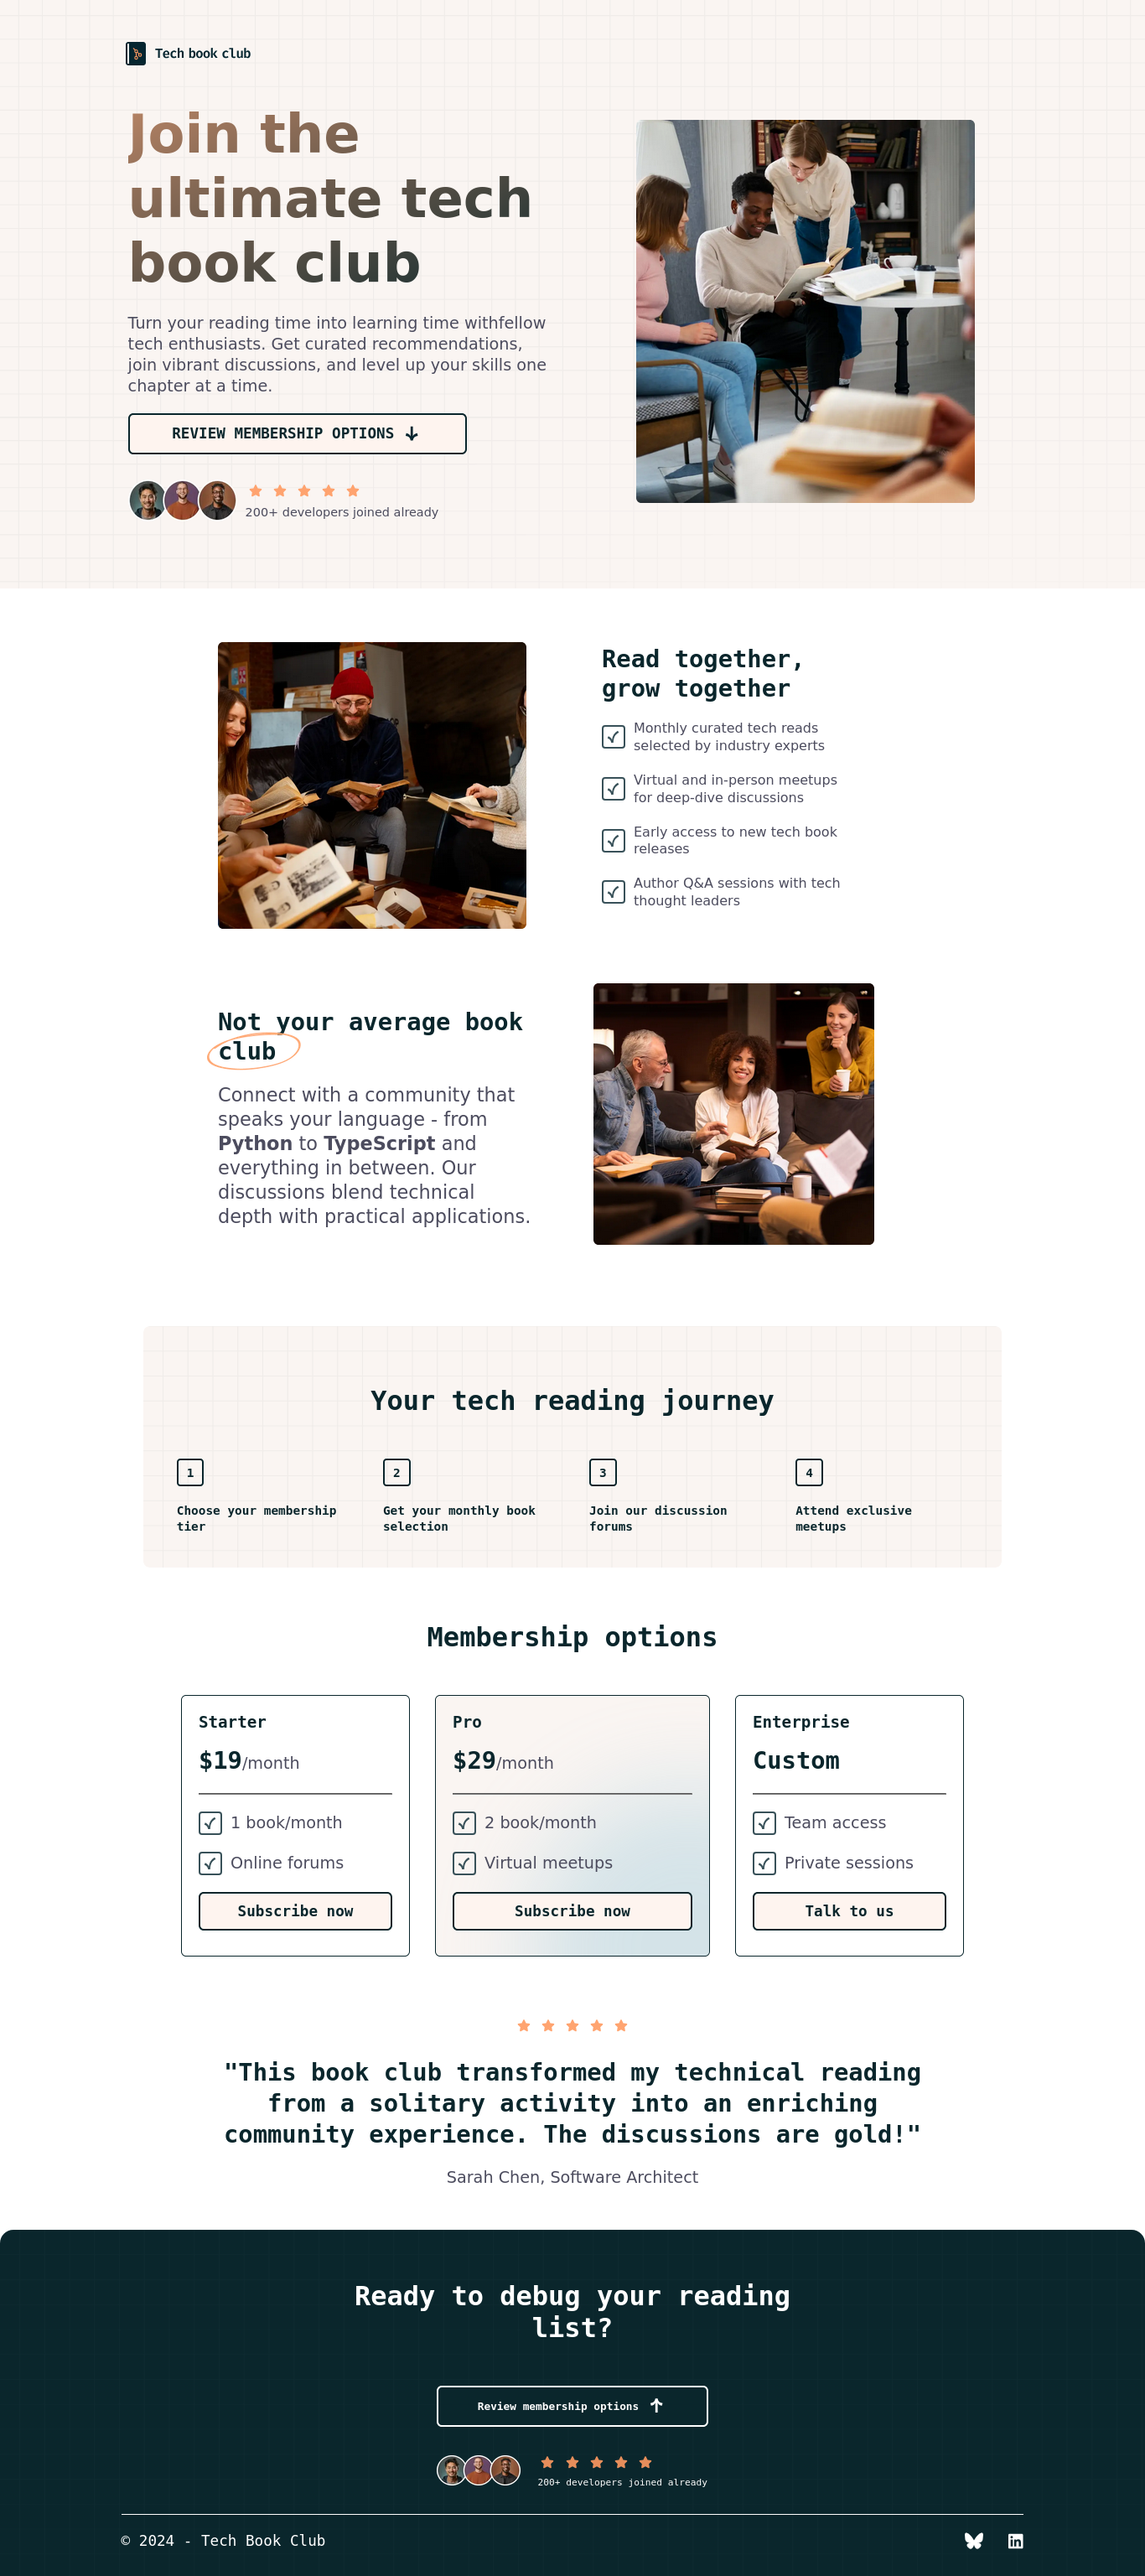 Tech book club
Join the
ultimate tech
book club
Turn your reading time into learning time withfellow
tech enthusiasts. Get curated recommendations,
join vibrant discussions, and level up your skills one
chapter at a time.
REVIEW MEMBERSHIP OPTIONS
200+ developers joined already
Read together,
grow together
Monthly curated tech reads
selected by industry experts
Virtual and in-person meetups
for deep-dive discussions
Early access to new tech book
releases
Author Q&A sessions with tech
thought leaders
Not your average book
club
Connect with a community that
speaks your language - from
Python to TypeScript and
everything in between. Our
discussions blend technical
depth with practical applications.
Your tech reading journey
1
Choose your membership
tier
2
Get your monthly book
selection
3
Join our discussion
forums
4
Attend exclusive
meetups
Membership options
Starter
$19/month
1 book/month
Online forums
Subscribe now
Pro
$29/month
2 book/month
Virtual meetups
Subscribe now
Enterprise
Custom
Team access
Private sessions
Talk to us
"This book club transformed my technical reading
from a solitary activity into an enriching
community experience. The discussions are gold!"
Sarah Chen, Software Architect
Ready to debug your reading
list?
Review membership options
200+ developers joined already
© 2024 - Tech Book Club